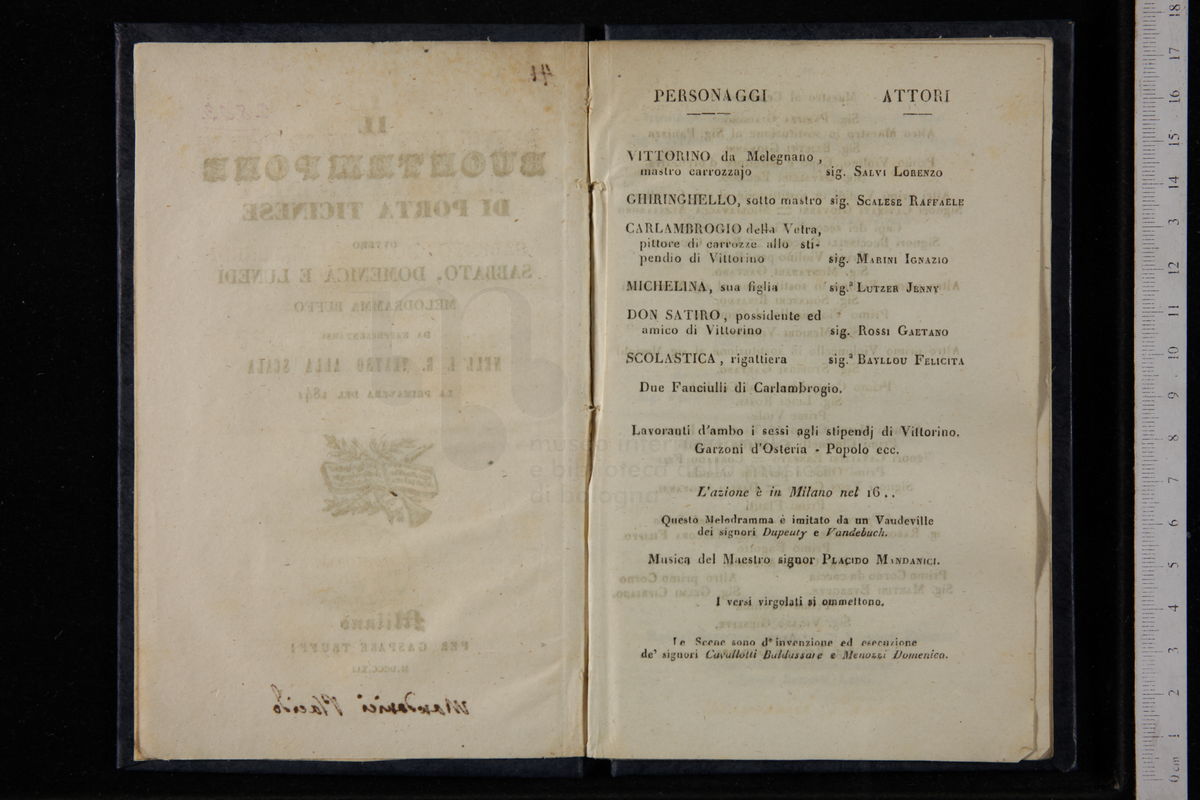 PERSONAGGI ATTORI
VITTORINO da Melegnano,
mastro carrozzajo sig. SALVI LORENZO
GHIRINGHELLO, sotto mastro sig. SCALESE RAFFAELE
CARLAMBROGIO della Vetra,
pittore di carrozze allo sti-
pendio di Vittorino sig. MARINI IGNAZIO
MICHELINA, sua figlia sig.ª LUTZER JENNY
DON SATIRO, possidente ed
amico di Vittorino sig. ROSSI GAETANO
SCOLASTICA, rigattiera sig.ª BAYLLOU FELICITA
Due Fanciulli di Carlambrogio.
Lavoranti d'ambo i sessi agli stipendj di Vittorino.
Garzoni d'Osteria - Popolo ecc.
L'azione è in Milano nel 16..
Questo Melodramma è imitato da un Vaudeville
dei signori Dupeuty e Vandebuch.
Musica del Maestro signor PLACIDO MANDANICI.
I versi virgolati si ommettono.
Le Scene sono d'invenzione ed esecuzione
de' signori Cavallotti Baldassare e Menozzi Domenico.